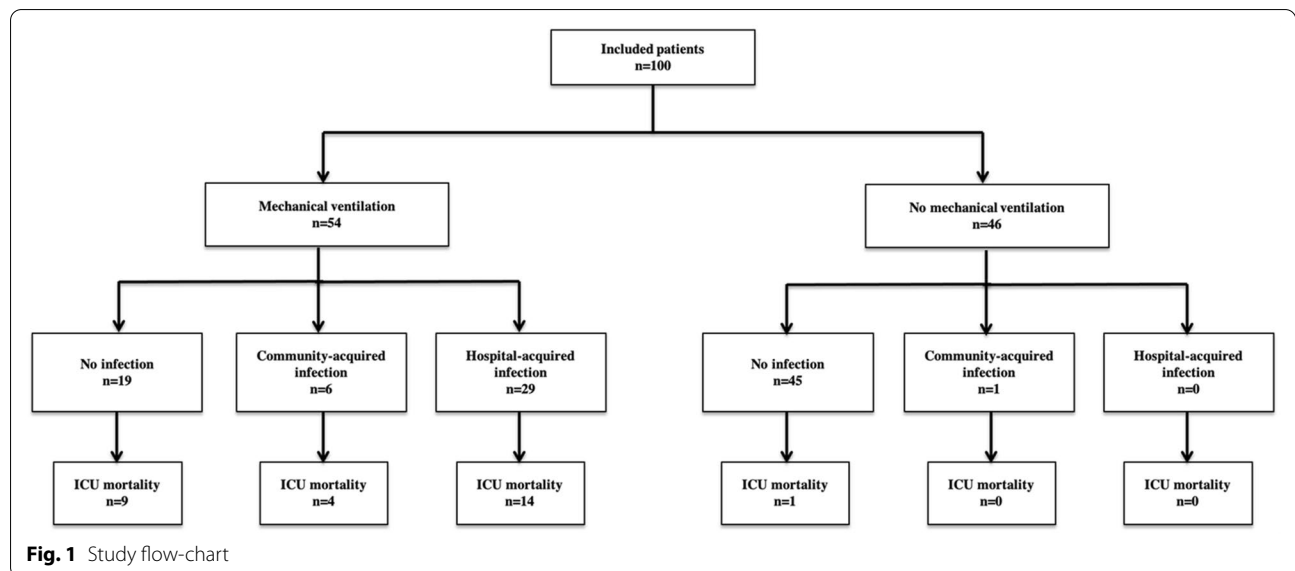 Included patients
n=100
Mechanical ventilation
n=54
No mechanical ventilation
n=46
No infection
n=19
Community-acquired
infection
n=6
Hospital-acquired
infection
n=29
No infection
n=45
Community-acquired
infection
n=1
Hospital-acquired
infection
n=0
ICU mortality
n=9
ICU mortality
n=4
ICU mortality
n=14
ICU mortality
n=1
ICU mortality
n=0
ICU mortality
n=0
Fig. 1 Study flow-chart